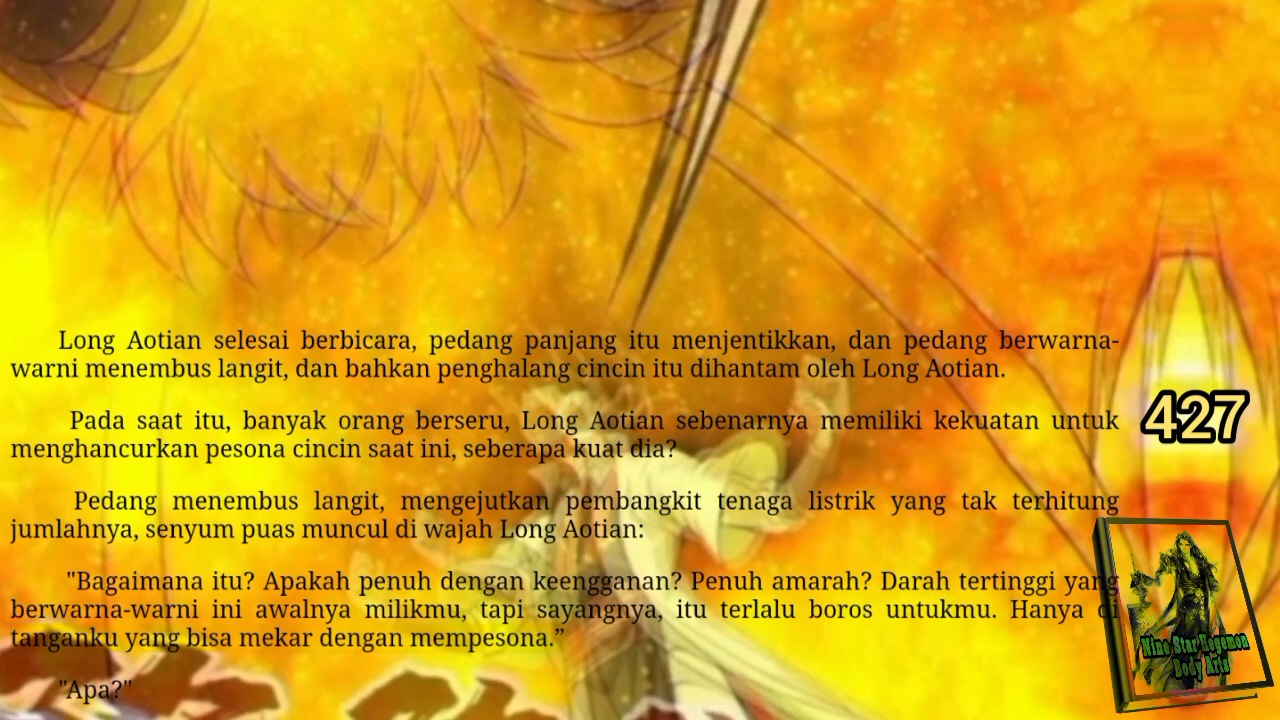 Long Aotian selesai berbicara, pedang panjang itu menjentikkan, dan pedang berwarna-
warni menembus langit, dan bahkan penghalang cincin itu dihantam oleh Long Aotian.
Pada saat itu, banyak orang berseru, Long Aotian sebenarnya memiliki kekuatan untuk
menghancurkan pesona cincin saat ini, seberapa kuat dia?
Pedang menembus langit, mengejutkan pembangkit tenaga listrik yang tak terhitung
jumlahnya, senyum puas muncul di wajah Long Aotian:
"Bagaimana itu? Apakah penuh dengan keengganan? Penuh amarah? Darah tertinggi yang
berwarna-warni ini awalnya milikmu, tapi sayangnya, itu terlalu boros untukmu. Hanya di
tanganku yang bisa mekar dengan mempesona.”
"Apa?"
427
Nine Star Hegemon
Body Arts